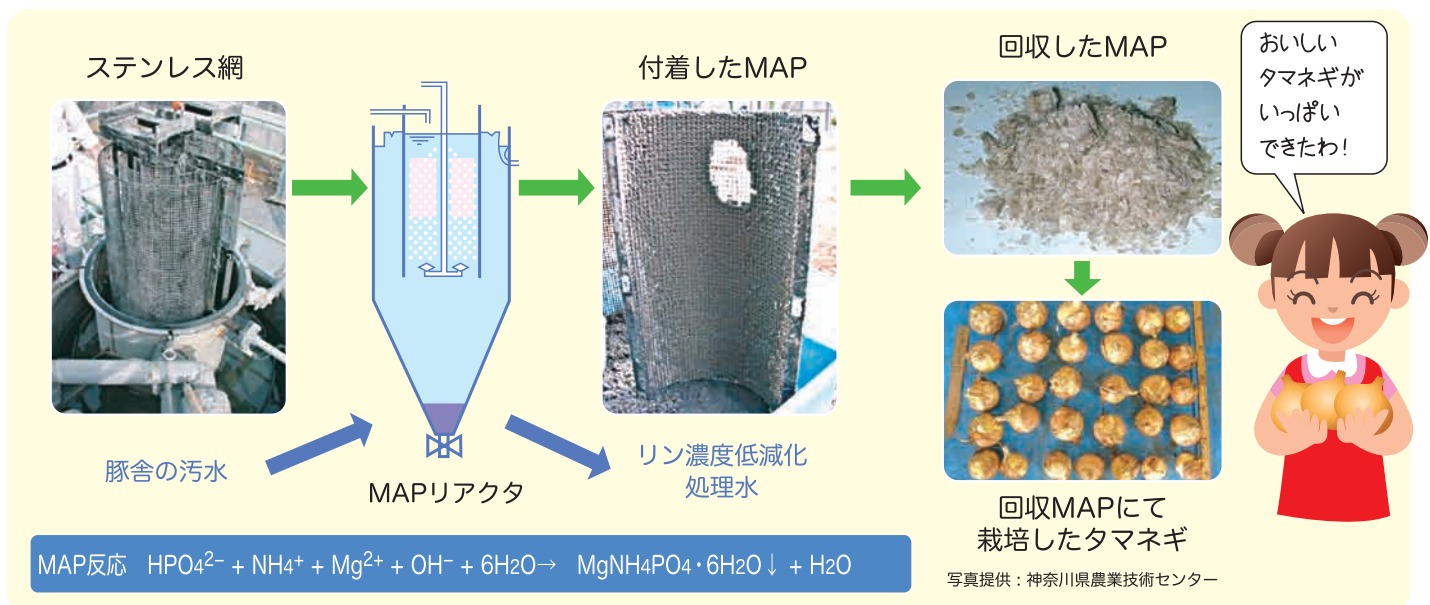 ステンレス網
付着したMAP
回収したMAP
おいしい
タマネギが
いっぱい
できたわ！
豚舎の汚水
MAPリアクタ
リン濃度低減化
処理水
回収MAPにて
栽培したタマネギ
MAP反応　HPO₄²⁻ + NH₄⁺ + Mg²⁺ + OH⁻ + 6H₂O→　MgNH₄PO₄・6H₂O↓ + H₂O
写真提供：神奈川県農業技術センター